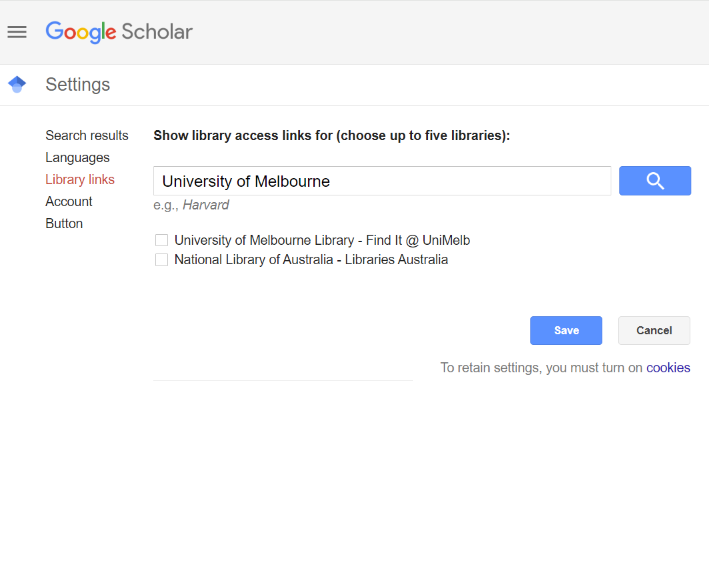 Google Scholar
Settings
Search results
Languages
Library links
Account
Button
Show library access links for (choose up to five libraries):
University of Melbourne
e.g., Harvard
University of Melbourne Library - Find It @ UniMelb
National Library of Australia - Libraries Australia
Save
Cancel
To retain settings, you must turn on cookies